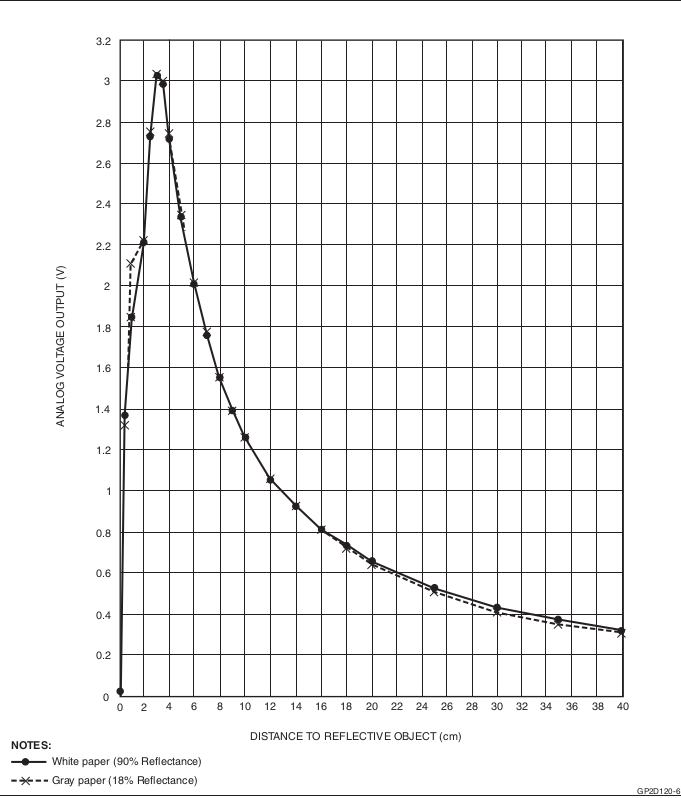 3.2
3
2.8
2.6
2.4
2.2
2
1.8
1.6
1.4
1.2
1
0.8
0.6
0.4
0.2
0
ANALOG VOLTAGE OUTPUT (V)
0 2 4 6 8 10 12 14 16 18 20 22 24 26 28 30 32 34 36 38 40
DISTANCE TO REFLECTIVE OBJECT (cm)
NOTES:
White paper (90% Reflectance)
Gray paper (18% Reflectance)
GP2D120-6